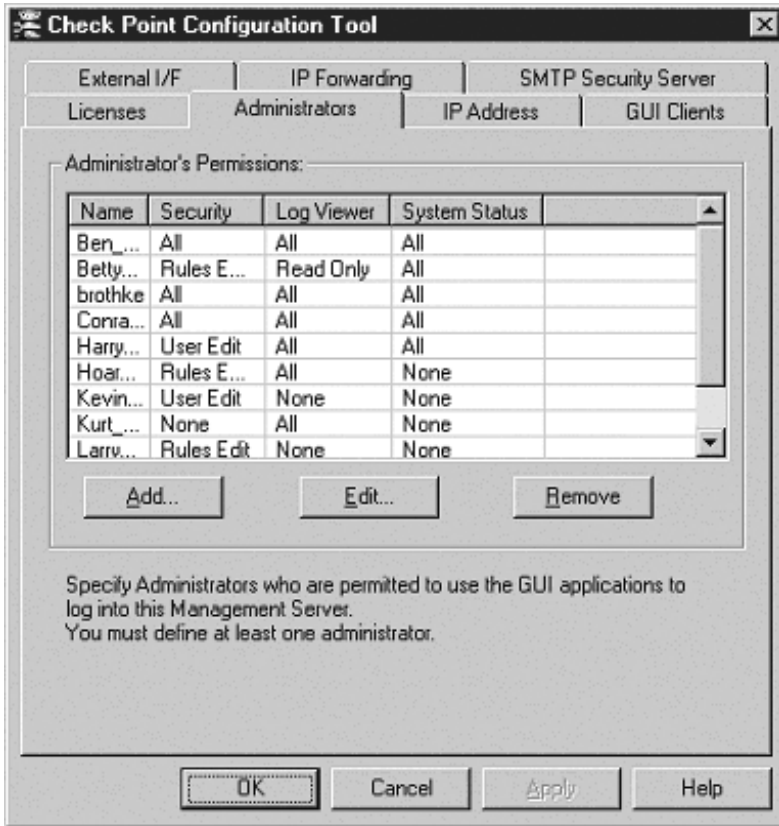 Check Point Configuration Tool
External I/F IP Forwarding SMTP Security Server
Licenses Administrators IP Address GUI Clients
Administrator's Permissions:
Name Security Log Viewer System Status
Ben_... All All All
Betty... Rules E... Read Only All
brothke All All All
Conra... All All All
Harry... User Edit All All
Hoar... Rules E... All None
Kevin... User Edit None None
Kurt_... None All None
Larry... Rules Edit None None
Add... Edit... Remove
Specify Administrators who are permitted to use the GUI applications to
log into this Management Server.
You must define at least one administrator.
OK Cancel Apply Help